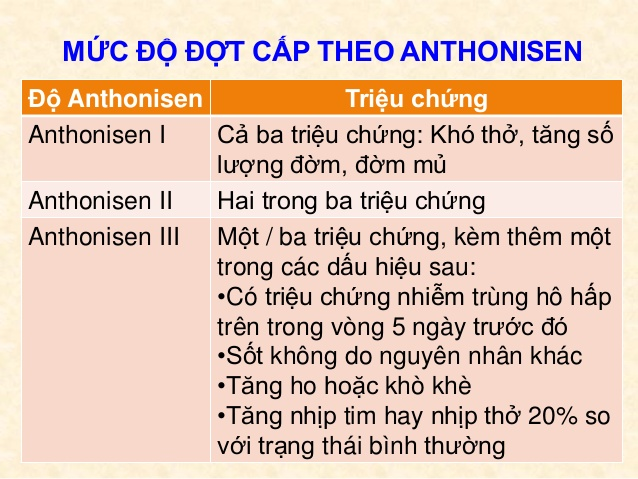 MỨC ĐỘ ĐỢT CẤP THEO ANTHONISEN
Độ Anthonisen Triệu chứng
Anthonisen I Cả ba triệu chứng: Khó thở, tăng số
lượng đờm, đờm mủ
Anthonisen II Hai trong ba triệu chứng
Anthonisen III Một / ba triệu chứng, kèm thêm một
trong các dấu hiệu sau:
•Có triệu chứng nhiễm trùng hô hấp
trên trong vòng 5 ngày trước đó
•Sốt không do nguyên nhân khác
•Tăng ho hoặc khò khè
•Tăng nhịp tim hay nhịp thở 20% so
với trạng thái bình thường